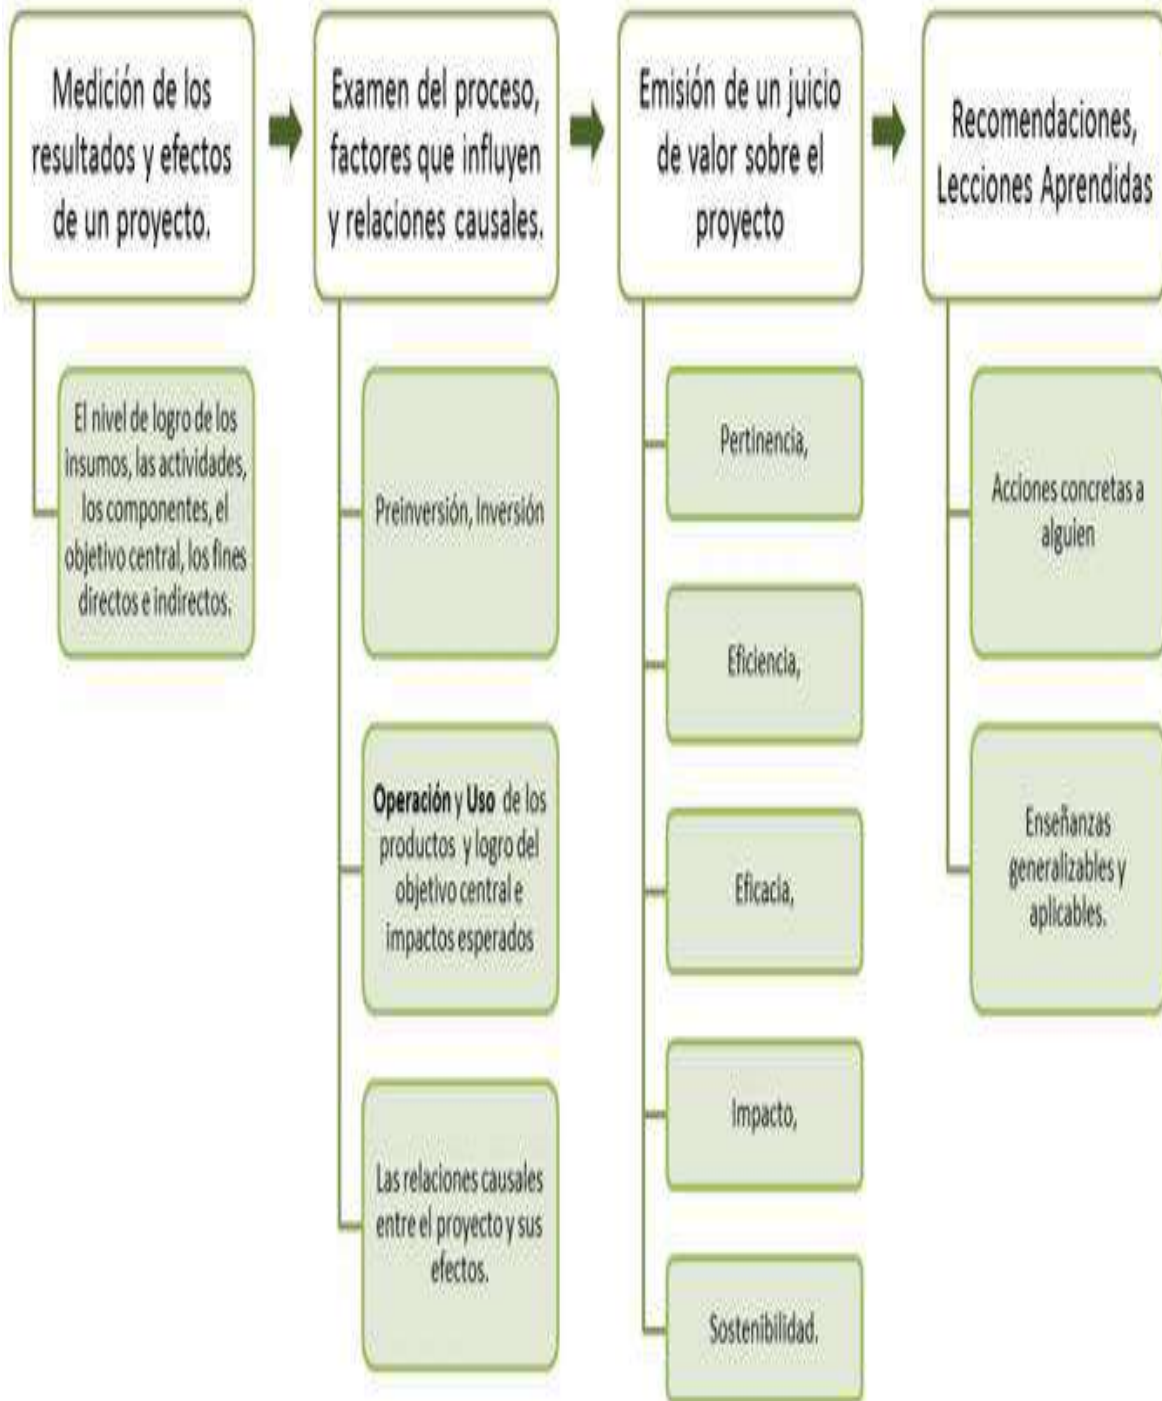 Medición de los
resultados y efectos
de un proyecto.
El nivel de logro de los
insumos, las actividades,
los componentes, el
objetivo central, los fines
directos e indirectos.
Examen del proceso,
factores que influyen
y relaciones causales.
Preinversión, Inversión
Operación y Uso de los
productos y logro del
objetivo central e
impactos esperados
Las relaciones causales
entre el proyecto y sus
efectos.
Emisión de un juicio
de valor sobre el
proyecto
Pertinencia,
Eficiencia,
Eficacia,
Impacto,
Sostenibilidad.
Recomendaciones,
Lecciones Aprendidas
Acciones concretas a
alguien
Enseñanzas
generalizables y
aplicables.